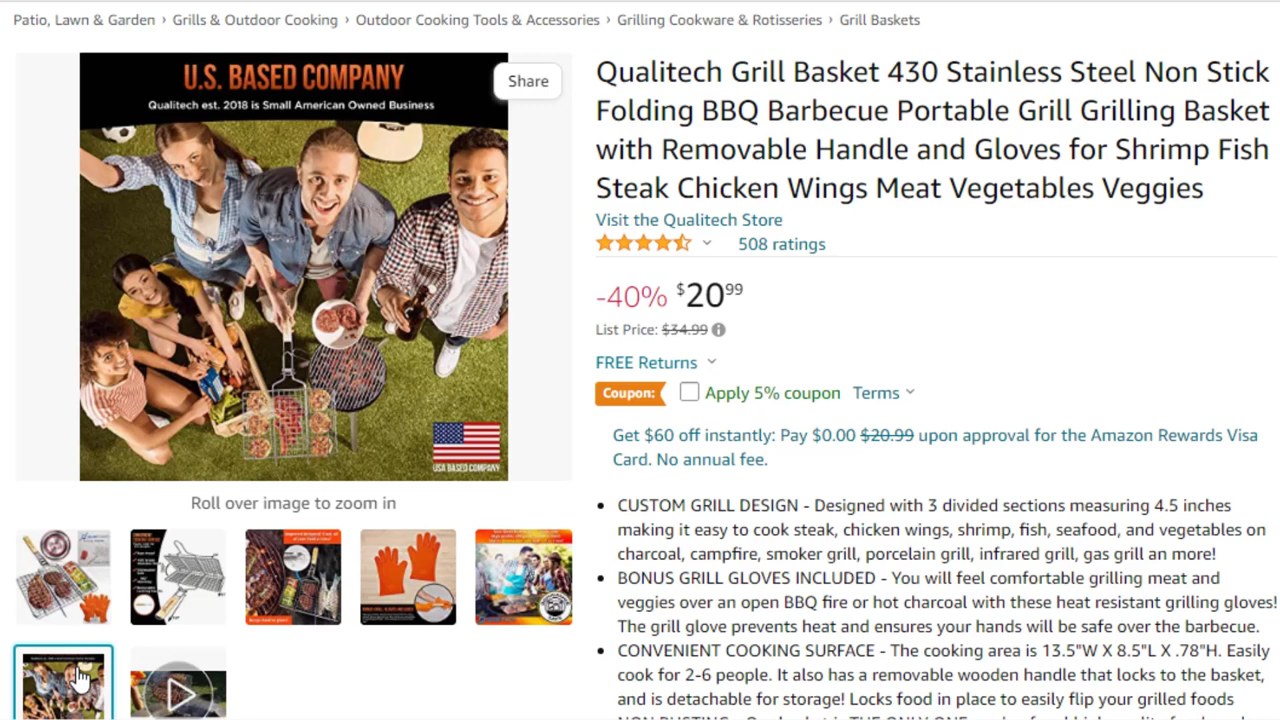 Patio, Lawn & Garden › Grills & Outdoor Cooking › Outdoor Cooking Tools & Accessories › Grilling Cookware & Rotisseries › Grill Baskets
U.S. BASED COMPANY
Qualitech est. 2018 is Small American Owned Business
Share
USA BASED COMPANY
Roll over image to zoom in
Qualitech Grill Basket 430 Stainless Steel Non Stick
Folding BBQ Barbecue Portable Grill Grilling Basket
with Removable Handle and Gloves for Shrimp Fish
Steak Chicken Wings Meat Vegetables Veggies
Visit the Qualitech Store
508 ratings
-40% $2099
List Price: $34.99
FREE Returns
Coupon: Apply 5% coupon Terms
Get $60 off instantly: Pay $0.00 $20.99 upon approval for the Amazon Rewards Visa
Card. No annual fee.
• CUSTOM GRILL DESIGN - Designed with 3 divided sections measuring 4.5 inches
making it easy to cook steak, chicken wings, shrimp, fish, seafood, and vegetables on
charcoal, campfire, smoker grill, porcelain grill, infrared grill, gas grill an more!
• BONUS GRILL GLOVES INCLUDED - You will feel comfortable grilling meat and
veggies over an open BBQ fire or hot charcoal with these heat resistant grilling gloves!
The grill glove prevents heat and ensures your hands will be safe over the barbecue.
• CONVENIENT COOKING SURFACE - The cooking area is 13.5"W X 8.5"L X .78"H. Easily
cook for 2-6 people. It also has a removable wooden handle that locks to the basket,
and is detachable for storage! Locks food in place to easily flip your grilled foods